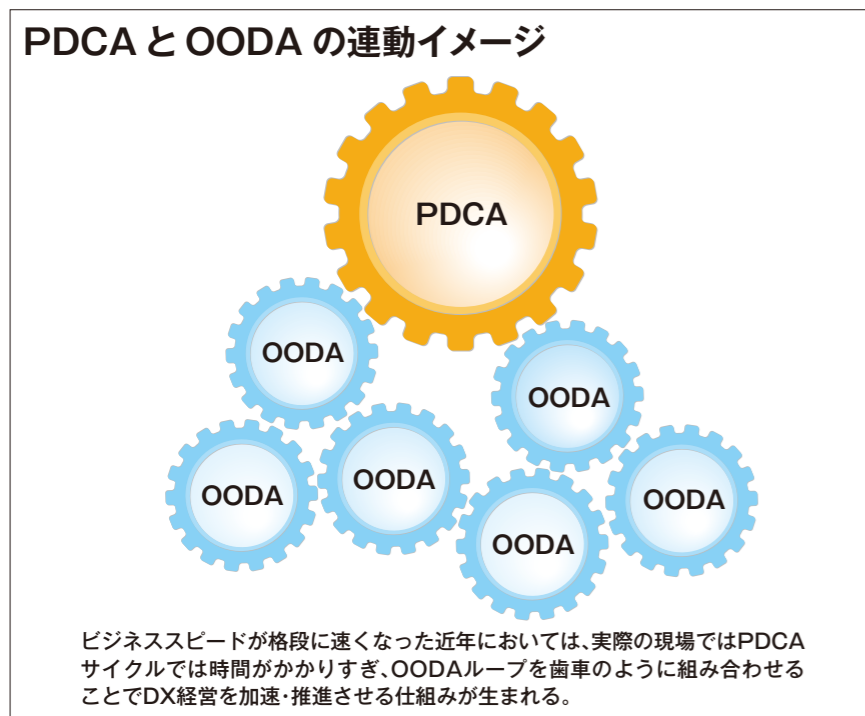 PDCAとOODAの連動イメージ
PDCA
OODA
OODA
OODA
OODA
OODA
OODA
ビジネススピードが格段に速くなった近年においては、実際の現場ではPDCA
サイクルでは時間がかかりすぎ、OODAループを歯車のように組み合わせる
ことでDX経営を加速・推進させる仕組みが生まれる。